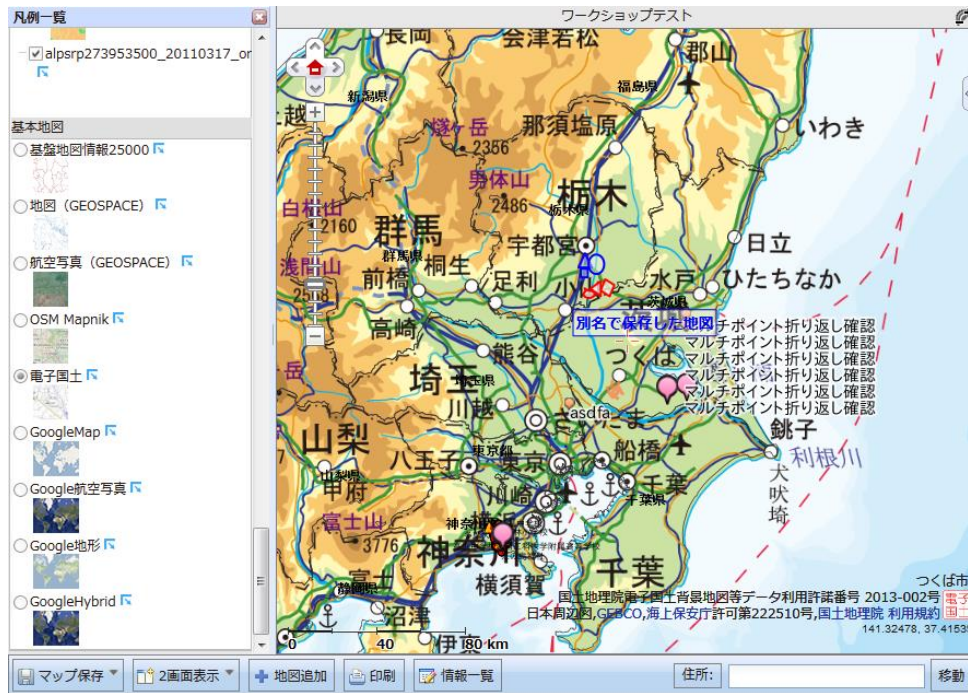 凡例一覧
ワークショップテスト
alpsrp273953500_20110317_or
基本地図
基盤地図情報25000
地図（GEOSPACE）
航空写真（GEOSPACE）
OSM Mapnik
電子国土
GoogleMap
Google航空写真
Google地形
GoogleHybrid
長岡
会津若松
郡山
福島県
新潟県
越
燧ヶ岳
2356
那須塩原
いわき
男体山
2486
栃木
栃木県
白根山
2160
群馬
群馬県
宇都宮
日立
浅間山
2568
前橋
桐生
足利
小山
水戸
ひたちなか
茨城県
茨城
高崎
別名で保存した地図
マルチポイント折り返し確認
マルチポイント折り返し確認
マルチポイント折り返し確認
マルチポイント折り返し確認
マルチポイント折り返し確認
マルチポイント折り返し確認
熊谷
つくば
岳
埼玉
埼玉県
川越
asdfa
さいたま
銚子
利根川
犬吠埼
山梨
山梨県
甲府
八王子
東京都
東京
船橋
川崎
千葉
千葉県
富士山
3776
神奈川
横浜
千葉
横須賀
富士
静岡県
沼津
伊東
0 40 80 km
つくば市
国土地理院電子国土背景地図等データ利用許諾番号 2013-002号
日本周辺図,GEBCO,海上保安庁許可第222510号,国土地理院 利用規約
電子
国土
141.32478, 37.41535
マップ保存
2画面表示
地図追加
印刷
情報一覧
住所:
移動